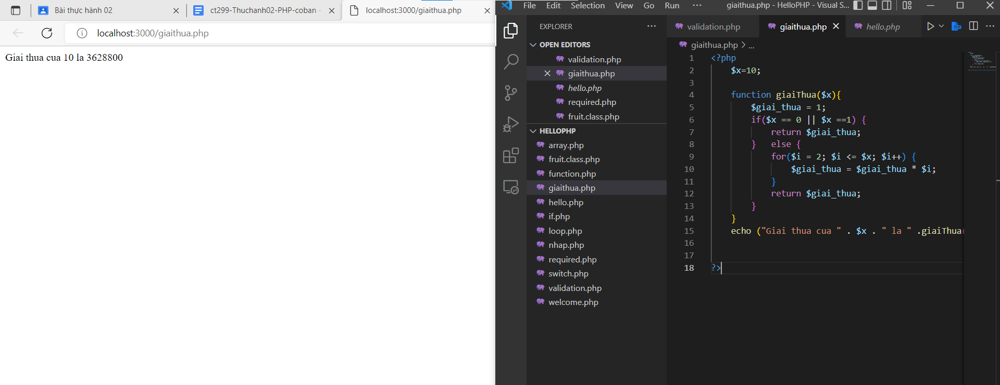 Bài thực hành 02
ct299-Thuchanh02-PHP-coban -
localhost:3000/giaithua.php
localhost:3000/giaithua.php
Giai thua cua 10 la 3628800
File Edit Selection View Go Run ··· giaithua.php - HelloPHP - Visual S...
EXPLORER
OPEN EDITORS
validation.php
giaithua.php
hello.php
required.php
fruit.class.php
HELLOPHP
array.php
fruit.class.php
function.php
giaithua.php
hello.php
if.php
loop.php
nhap.php
required.php
switch.php
validation.php
welcome.php
validation.php giaithua.php hello.php
giaithua.php > ...
1 <?php
2 $x=10;
3
4 function giaiThua($x){
5 $giai_thua = 1;
6 if($x == 0 || $x ==1) {
7 return $giai_thua;
8 } else {
9 for($i = 2; $i <= $x; $i++) {
10 $giai_thua = $giai_thua * $i;
11 }
12 return $giai_thua;
13 }
14 }
15 echo ("Giai thua cua " . $x . " la " .giaiThua(
16
17
18 ?>